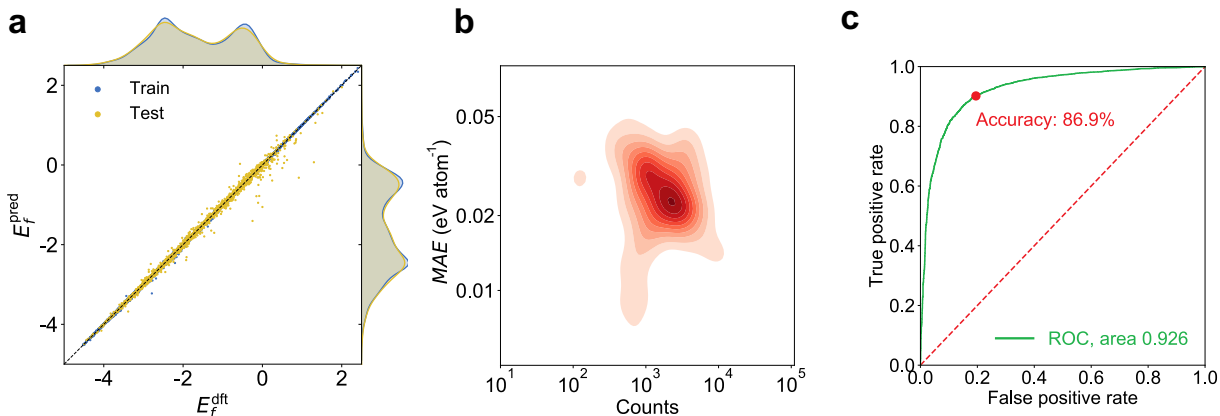 a
2
0
-2
-4
-4
-2
0
2
Train
Test
E_f^pred
E_f^dft
b
0.05
0.02
0.01
MAE (eV atom^-1)
10^1
10^2
10^3
10^4
10^5
Counts
c
1.0
0.8
0.6
0.4
0.2
0.0
True positive rate
Accuracy: 86.9%
ROC, area 0.926
0.0
0.2
0.4
0.6
0.8
1.0
False positive rate